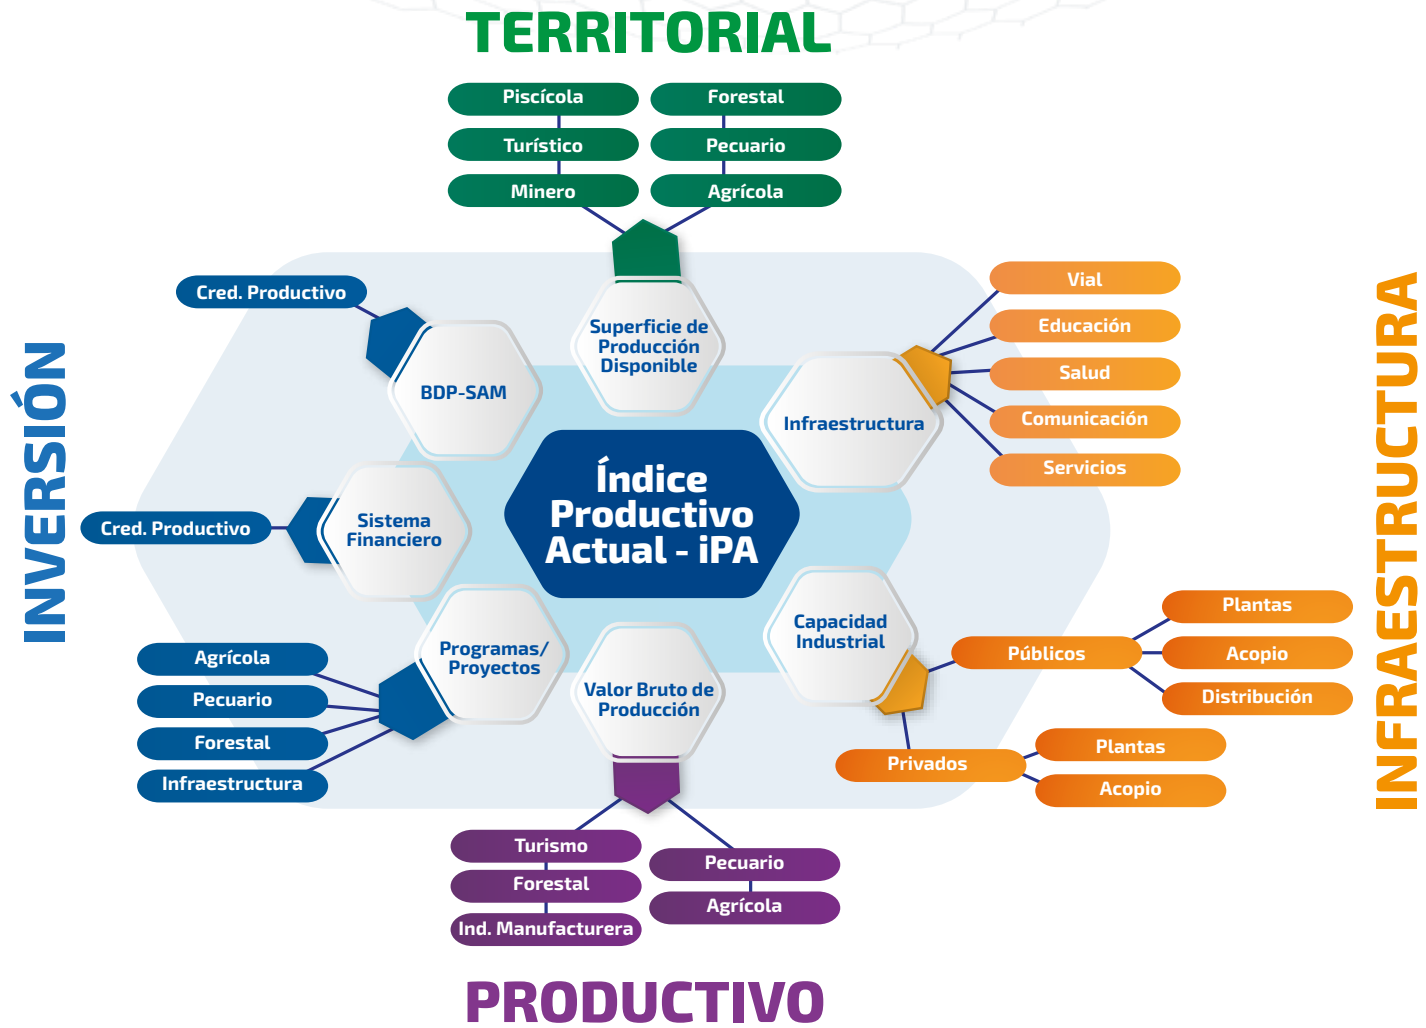 TERRITORIAL
Piscícola
Turístico
Minero
Forestal
Pecuario
Agrícola
Superficie de
Producción
Disponible
INVERSIÓN
Cred. Productivo
BDP-SAM
Cred. Productivo
Sistema
Financiero
Programas/
Proyectos
Agrícola
Pecuario
Forestal
Infraestructura
Índice
Productivo
Actual - iPA
INFRAESTRUCTURA
Infraestructura
Vial
Educación
Salud
Comunicación
Servicios
Capacidad
Industrial
Públicos
Plantas
Acopio
Distribución
Privados
Plantas
Acopio
Valor Bruto de
Producción
Turismo
Forestal
Ind. Manufacturera
Pecuario
Agrícola
PRODUCTIVO